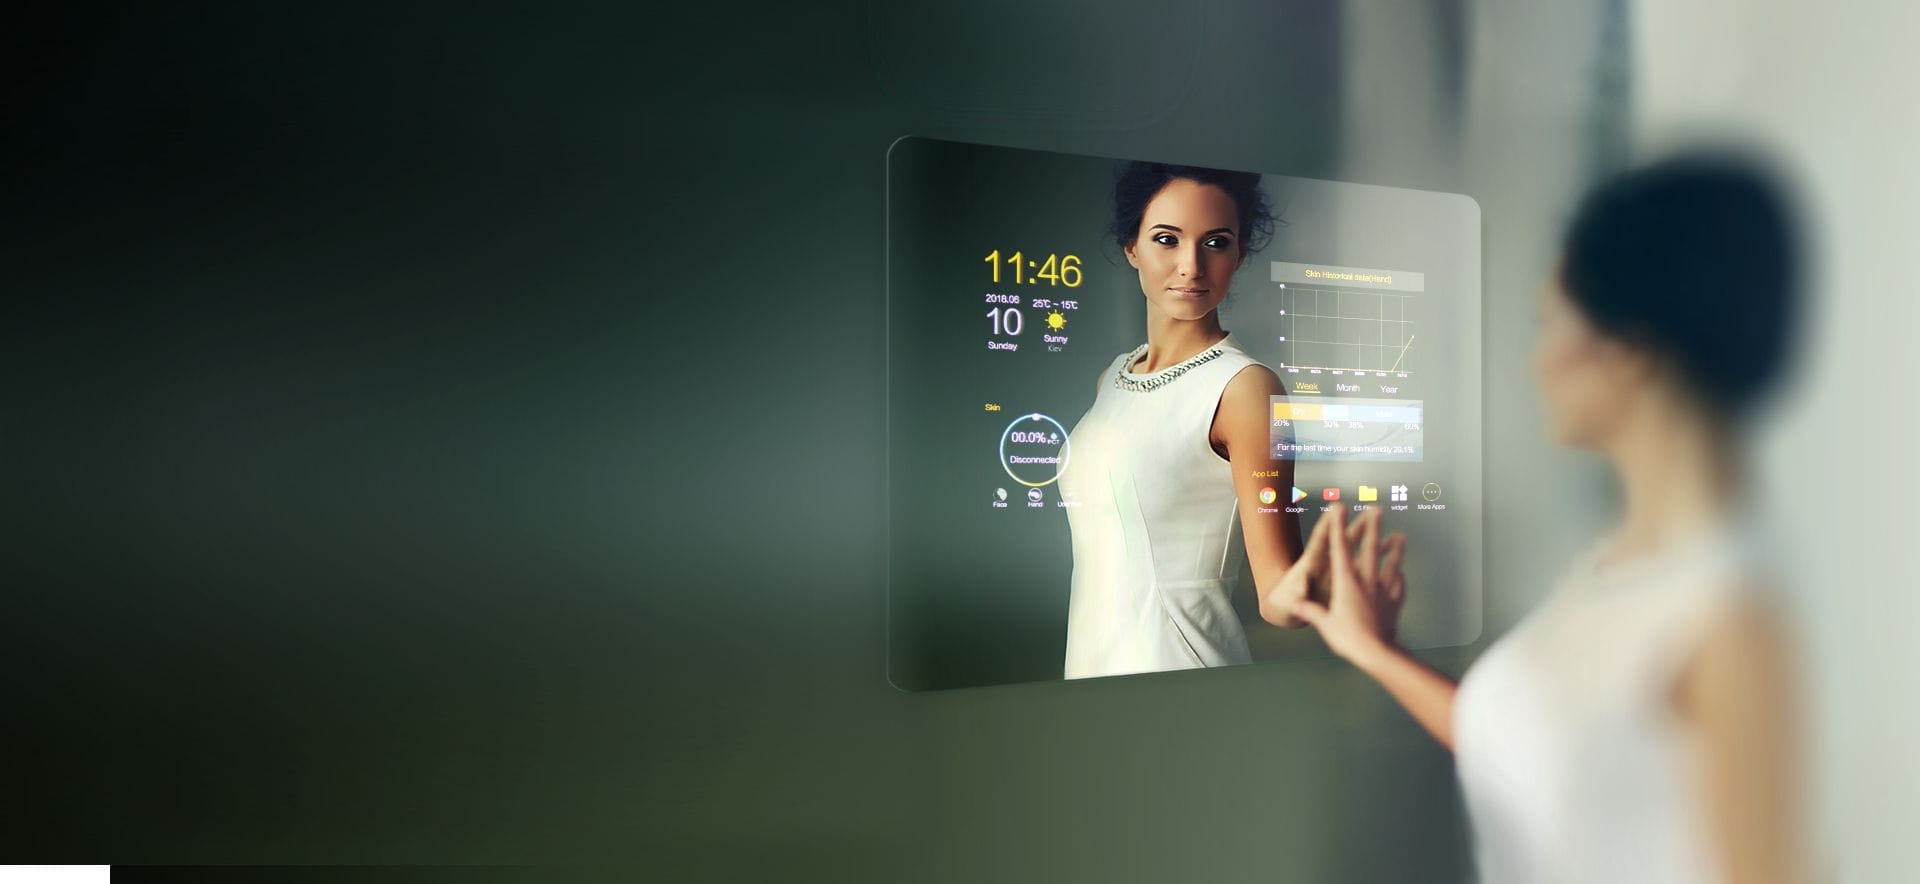 11:46
2018.06
25℃ ~ 15℃
10
Sunday
Sunny
Kiev
Skin
00.0%
Disconnected
Face
Hand
Skin Historical data(Hand)
Week Month Year
20% 30% 38% 60%
For the last time your skin humidity 29.1%
App List
Chrome
widget
More Apps